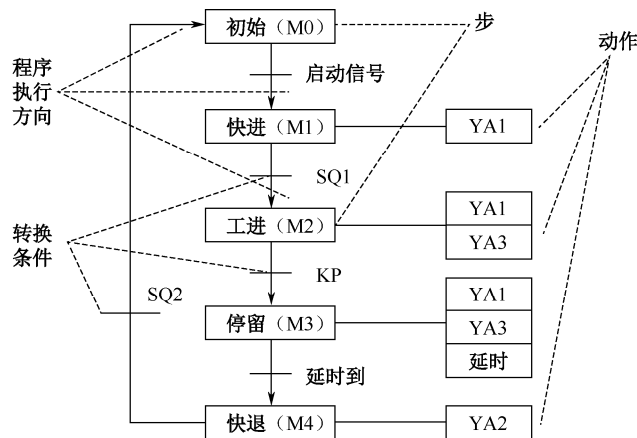 初始（M0）
步
动作
程序
执行
方向
启动信号
快进（M1）
YA1
SQ1
转换
条件
工进（M2）
YA1
YA3
KP
SQ2
停留（M3）
YA1
YA3
延时
延时到
快退（M4）
YA2